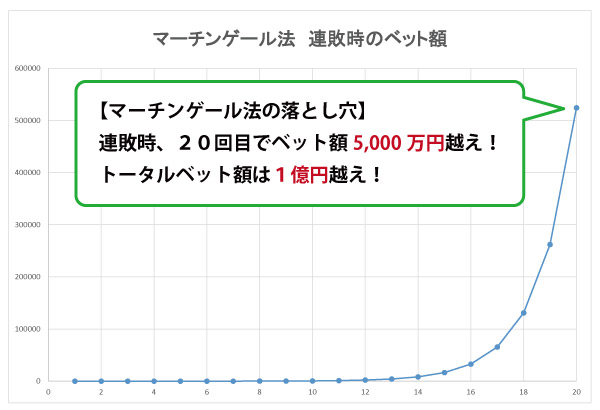 マーチンゲール法　連敗時のベット額
【マーチンゲール法の落とし穴】
連敗時、２０回目でベット額 5,000 万円越え！
トータルベット額は 1 億円越え！
600000
500000
400000
300000
200000
100000
0
0 2 4 6 8 10 12 14 16 18 20